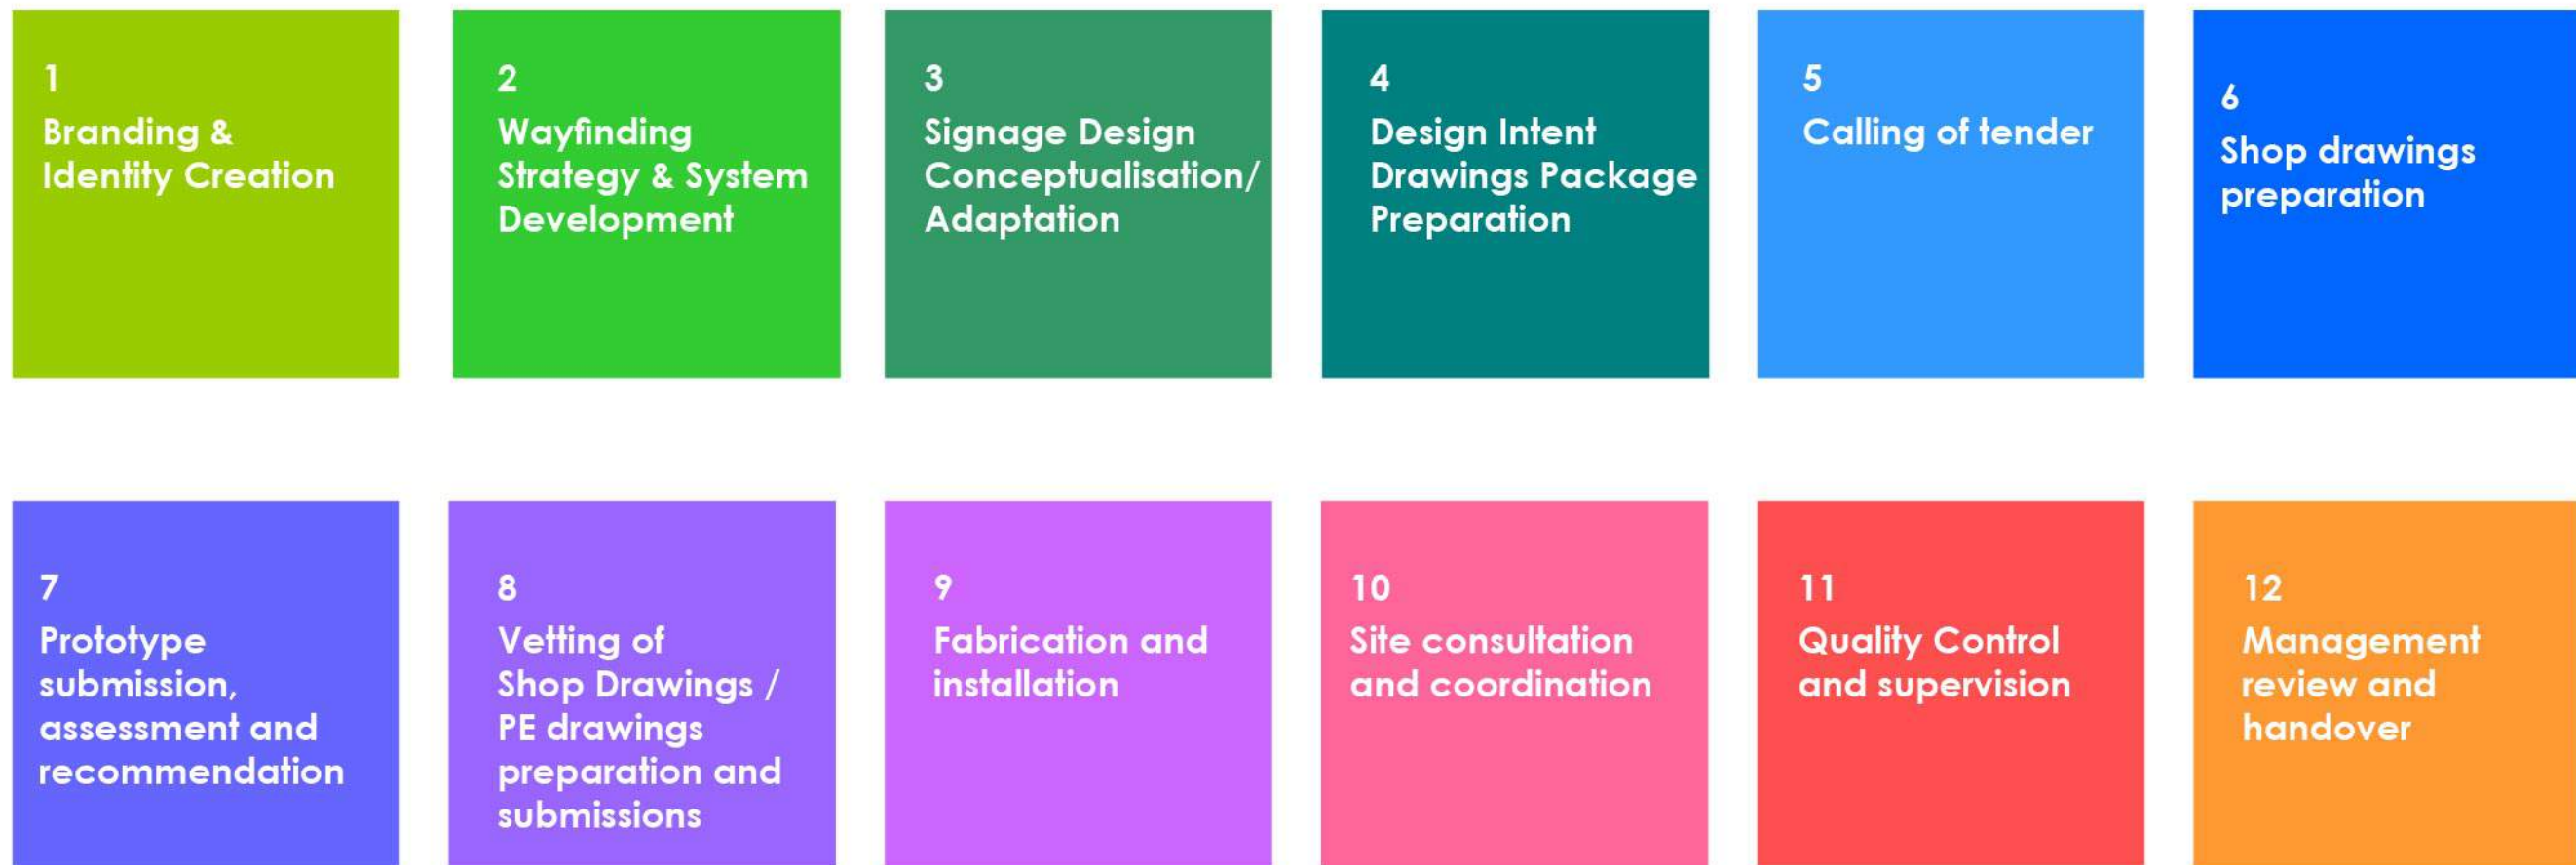 1
Branding &
Identity Creation
2
Wayfinding
Strategy & System
Development
3
Signage Design
Conceptualisation/
Adaptation
4
Design Intent
Drawings Package
Preparation
5
Calling of tender
6
Shop drawings
preparation
7
Prototype
submission,
assessment and
recommendation
8
Vetting of
Shop Drawings /
PE drawings
preparation and
submissions
9
Fabrication and
installation
10
Site consultation
and coordination
11
Quality Control
and supervision
12
Management
review and
handover